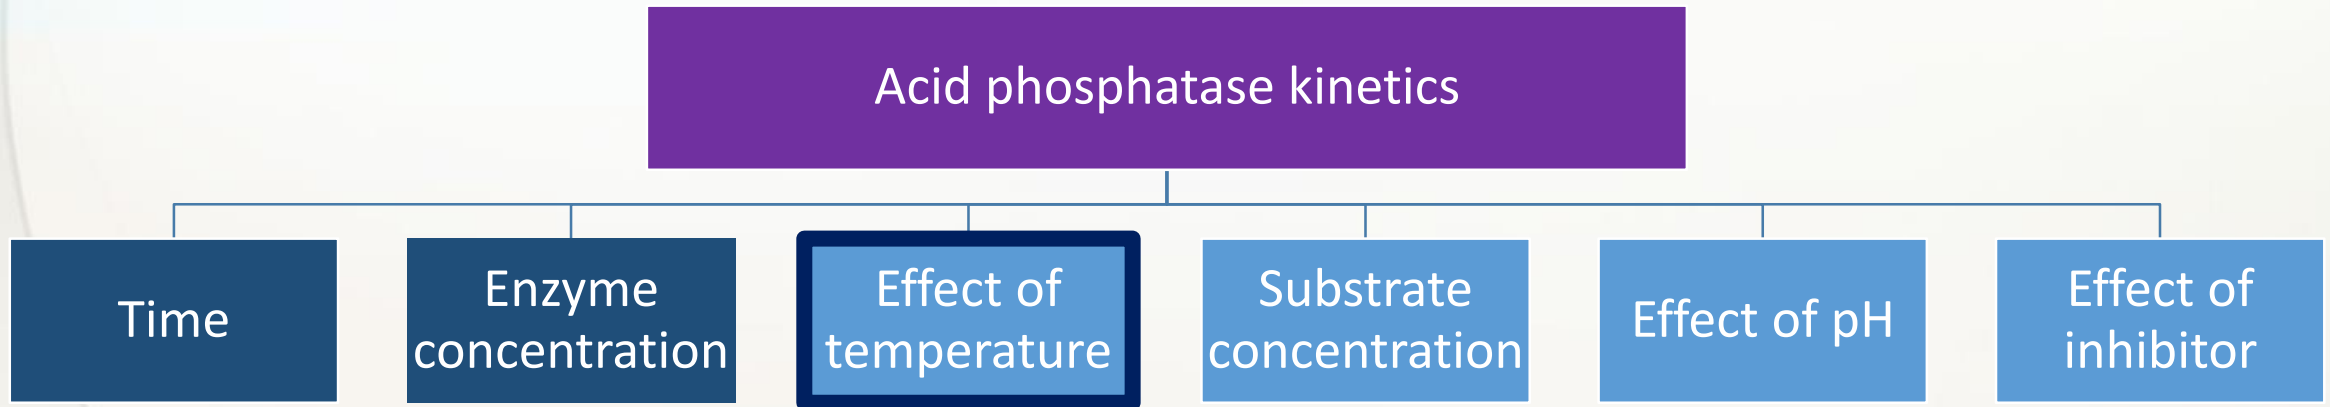 Acid phosphatase kinetics
Time
Enzyme
concentration
Effect of
temperature
Substrate
concentration
Effect of pH
Effect of
inhibitor